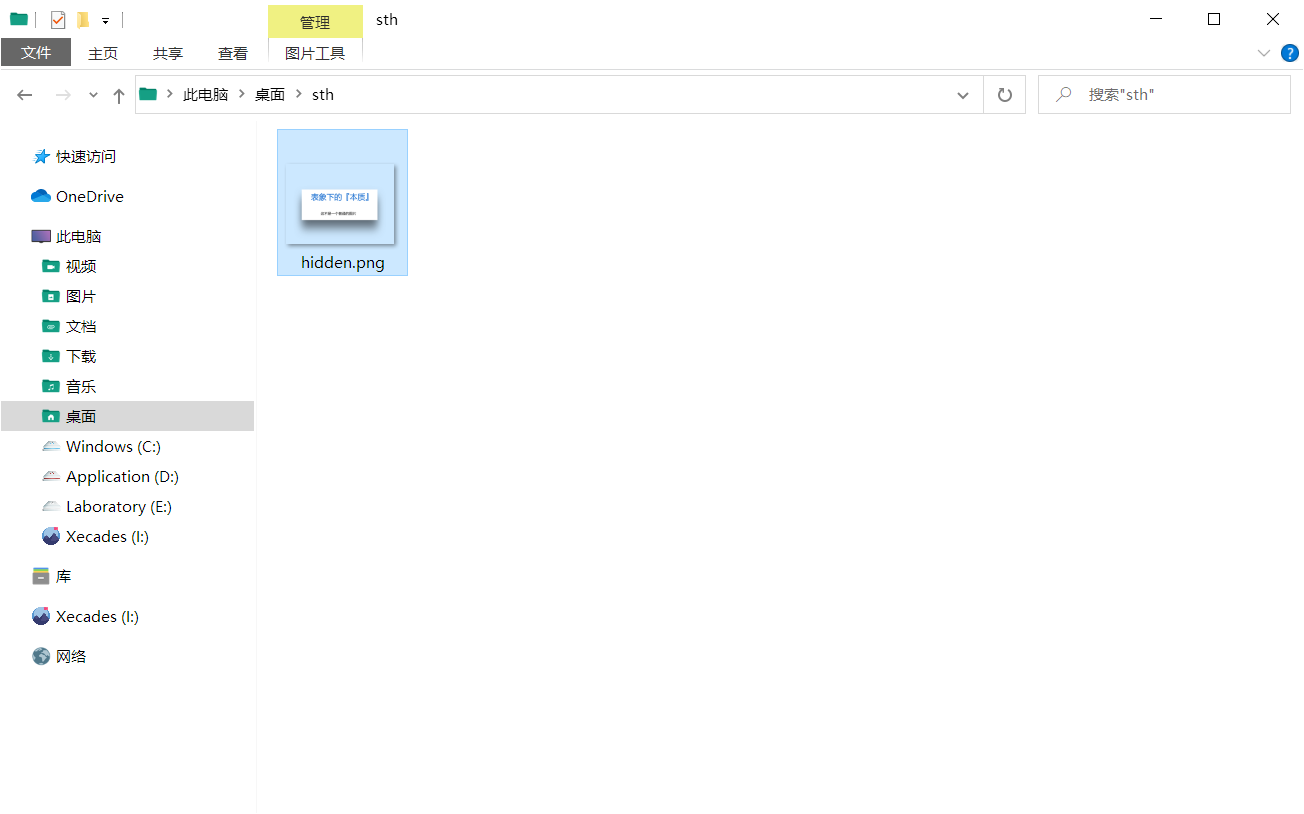 管理
sth
文件
主页
共享
查看
图片工具
此电脑
桌面
sth
搜索"sth"
快速访问
OneDrive
此电脑
视频
图片
文档
下载
音乐
桌面
Windows (C:)
Application (D:)
Laboratory (E:)
Xecades (I:)
库
Xecades (I:)
网络
表象下的『本质』
hidden.png